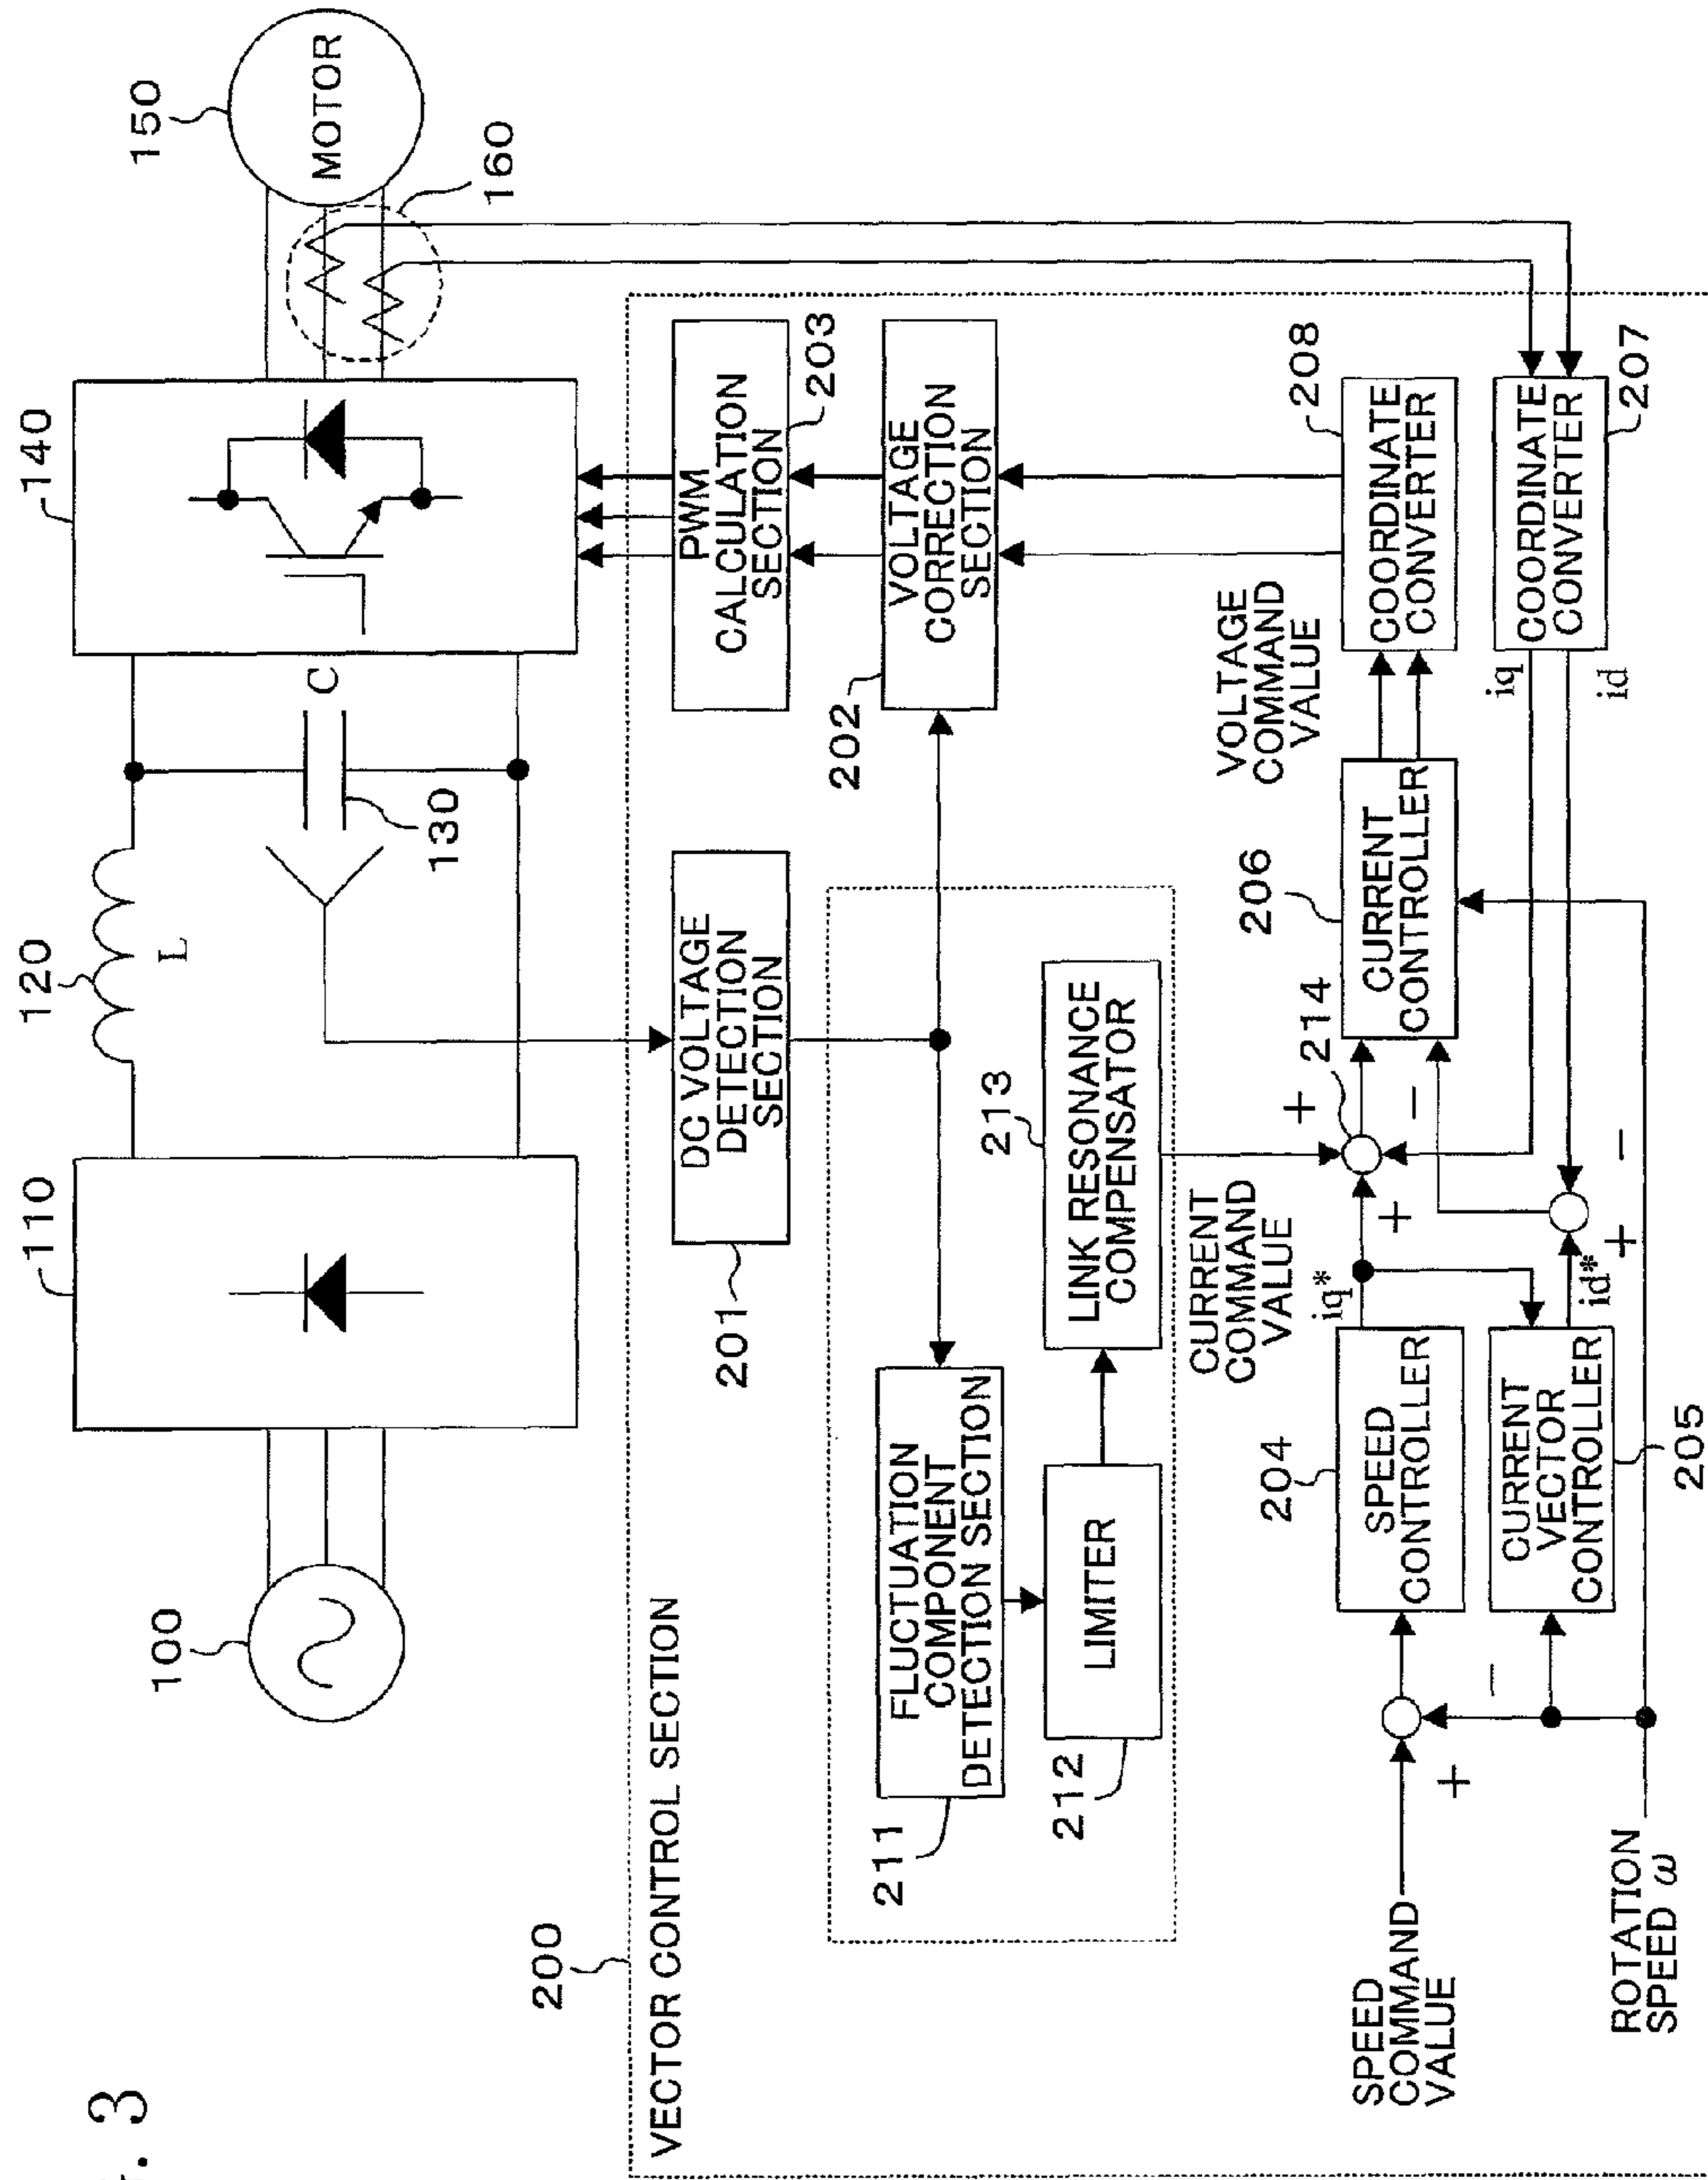 . 3
100
110
120
L
130
C
140
150
MOTOR
160
200
VECTOR CONTROL SECTION
201
DC VOLTAGE
DETECTION
SECTION
PWM
CALCULATION
SECTION
203
202
VOLTAGE
CORRECTION
SECTION
211
FLUCTUATION
COMPONENT
DETECTION SECTION
212
LIMITER
213
LINK RESONANCE
COMPENSATOR
CURRENT
COMMAND
VALUE
214
+
+
−
206
CURRENT
CONTROLLER
VOLTAGE
COMMAND
VALUE
208
COORDINATE
CONVERTER
COORDINATE
CONVERTER
207
iq
id
SPEED
COMMAND
VALUE
+
−
204
SPEED
CONTROLLER
iq*
CURRENT
VECTOR
CONTROLLER
205
id*
+
−
ROTATION
SPEED ω